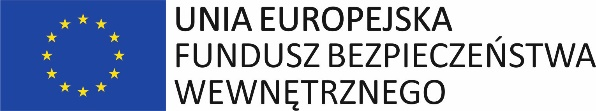 UNIA EUROPEJSKA
FUNDUSZ BEZPIECZEŃSTWA
WEWNĘTRZNEGO